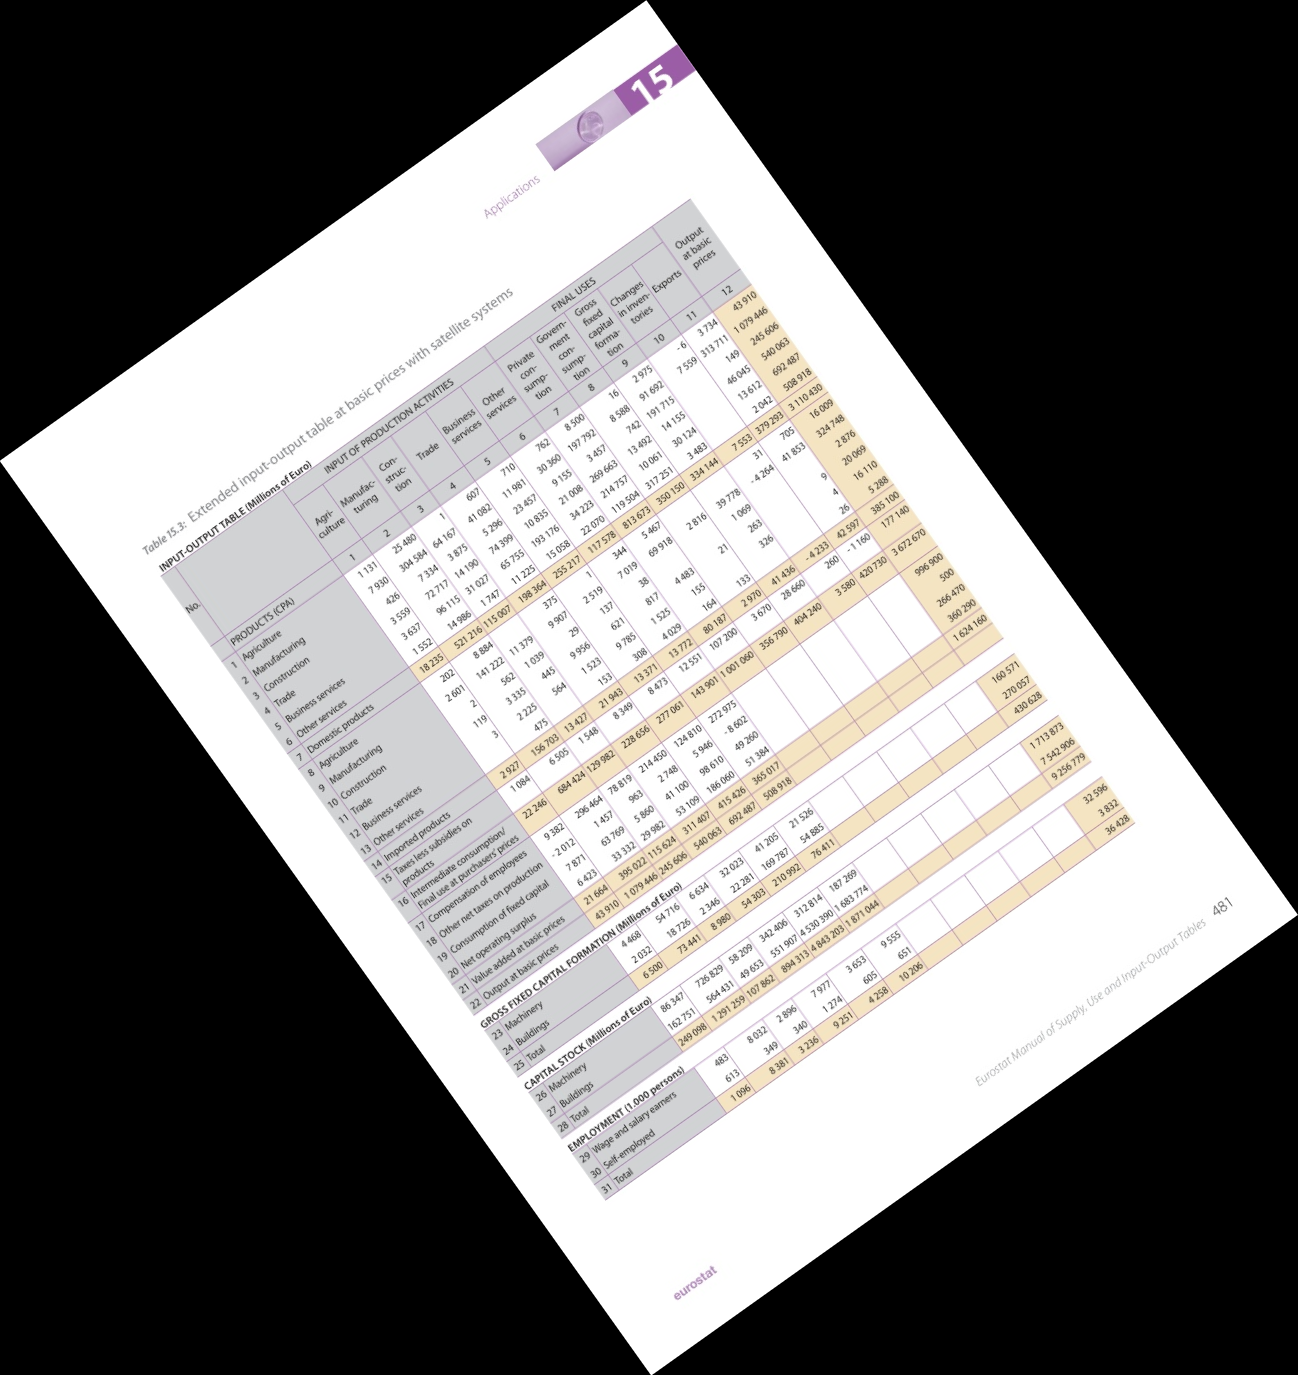 15
Applications
Table 15.3: Extended input-output table at basic prices with satellite systems
INPUT-OUTPUT TABLE (Millions of Euro)
No.
INPUT OF PRODUCTION ACTIVITIES FINAL USES Output at basic prices
Agri-culture Manufac-turing Con-struc-tion Trade Business services Other services Private con-sump-tion Govern-ment con-sump-tion Gross fixed capital forma-tion Changes in inven-tories Exports
1 2 3 4 5 6 7 8 9 10 11 12
PRODUCTS (CPA)
1 Agriculture 1 131 25 480 1 607 710 762 8 500 16 2 975 - 6 3 734 43 910
2 Manufacturing 7 930 304 584 64 167 41 082 11 981 30 360 197 792 8 588 91 692 7 559 313 711 1 079 446
3 Construction 426 7 334 3 875 5 296 23 457 9 155 3 457 742 191 715 149 245 606
4 Trade 3 559 72 717 14 190 74 399 10 835 21 008 269 663 13 492 14 155 46 045 540 063
5 Business services 3 637 96 115 31 027 65 755 193 176 34 223 214 757 10 061 30 124 13 612 692 487
6 Other services 1 552 14 986 1 747 11 225 15 058 22 070 119 504 317 251 3 483 2 042 508 918
7 Domestic products 18 235 521 216 115 007 198 364 255 217 117 578 813 673 350 150 334 144 7 553 379 293 3 110 430
8 Agriculture 202 8 884 375 1 344 5 467 31 705 16 009
9 Manufacturing 2 601 141 222 11 379 9 907 2 519 7 019 69 918 2 816 39 778 - 4 264 41 853 324 748
10 Construction 2 562 1 039 29 137 38 1 069 2 876
11 Trade 119 3 335 445 9 956 621 817 4 483 21 263 9 20 069
12 Business services 3 2 225 564 1 523 9 785 1 525 155 326 4 16 110
13 Other services 475 153 308 4 029 164 133 26 5 288
14 Imported products 2 927 156 703 13 427 21 943 13 371 13 772 80 187 2 970 41 436 - 4 233 42 597 385 100
15 Taxes less subsidies on products 1 084 6 505 1 548 8 349 8 473 12 551 107 200 3 670 28 660 260 -1 160 177 140
16 Intermediate consumption/ Final use at purchasers' prices 22 246 684 424 129 982 228 656 277 061 143 901 1 001 060 356 790 404 240 3 580 420 730 3 672 670
17 Compensation of employees 9 382 296 464 78 819 214 450 124 810 272 975 996 900
18 Other net taxes on production - 2 012 1 457 963 2 748 5 946 - 8 602 500
19 Consumption of fixed capital 7 871 63 769 5 860 41 100 98 610 49 260 266 470
20 Net operating surplus 6 423 33 332 29 982 53 109 186 060 51 384 360 290
21 Value added at basic prices 21 664 395 022 115 624 311 407 415 426 365 017 1 624 160
22 Output at basic prices 43 910 1 079 446 245 606 540 063 692 487 508 918
GROSS FIXED CAPITAL FORMATION (Millions of Euro)
23 Machinery 4 468 54 716 6 634 32 023 41 205 21 526 160 571
24 Buildings 2 032 18 726 2 346 22 281 169 787 54 885 270 057
25 Total 6 500 73 441 8 980 54 303 210 992 76 411 430 628
CAPITAL STOCK (Millions of Euro)
26 Machinery 86 347 726 829 58 209 342 406 312 814 187 269 1 713 873
27 Buildings 162 751 564 431 49 653 551 907 4 530 390 1 683 774 7 542 906
28 Total 249 098 1 291 259 107 862 894 313 4 843 203 1 871 044 9 256 779
EMPLOYMENT (1.000 persons)
29 Wage and salary earners 483 8 032 2 896 7 977 3 653 9 555 32 596
30 Self-employed 613 349 340 1 274 605 651 3 832
31 Total 1 096 8 381 3 236 9 251 4 258 10 206 36 428
eurostat
Eurostat Manual of Supply, Use and Input-Output Tables 481